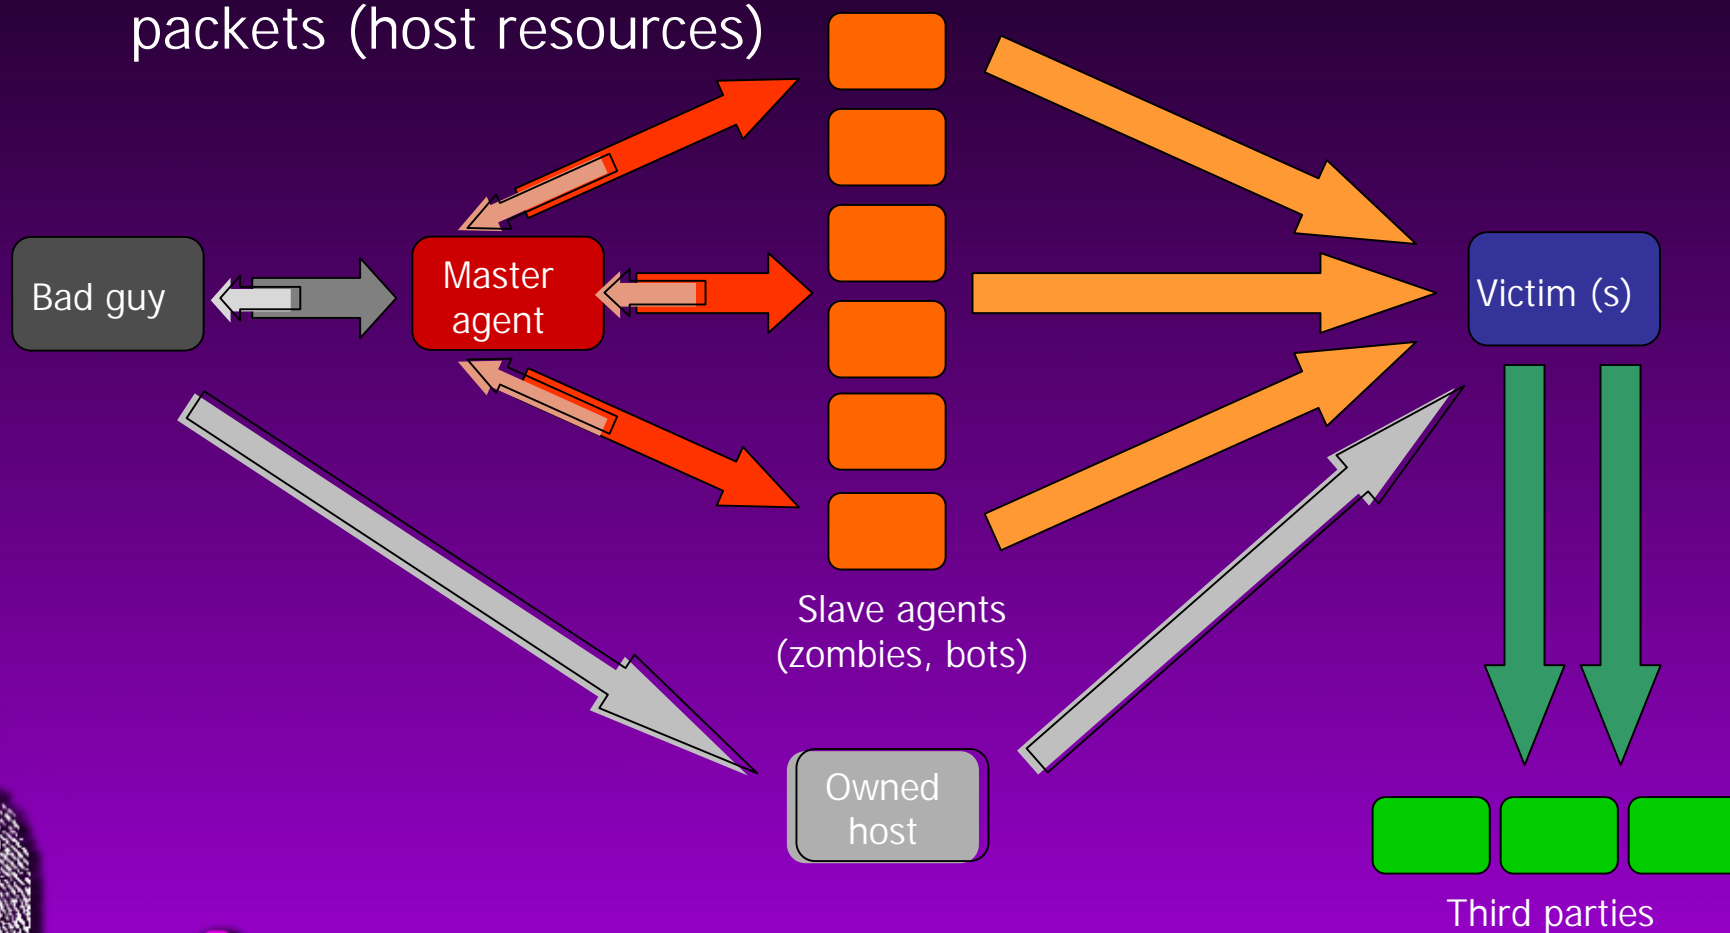 packets (host resources)
Bad guy
Master
agent
Victim (s)
Slave agents
(zombies, bots)
Owned
host
Third parties